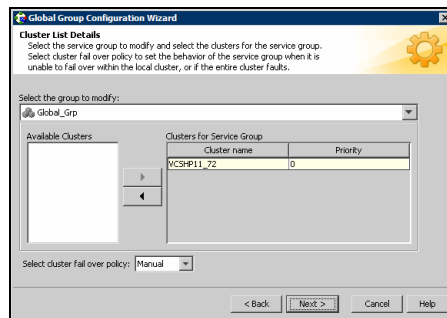 Global Group Configuration Wizard
Cluster List Details
Select the service group to modify and select the clusters for the service group.
Select cluster fail over policy to set the behavior of the service group when it is
unable to fail over within the local cluster, or if the entire cluster faults.
Select the group to modify:
Global_Grp
Available Clusters
Clusters for Service Group
Cluster name Priority
VCSHP11_72 0
Select cluster fail over policy: Manual
< Back Next > Cancel Help